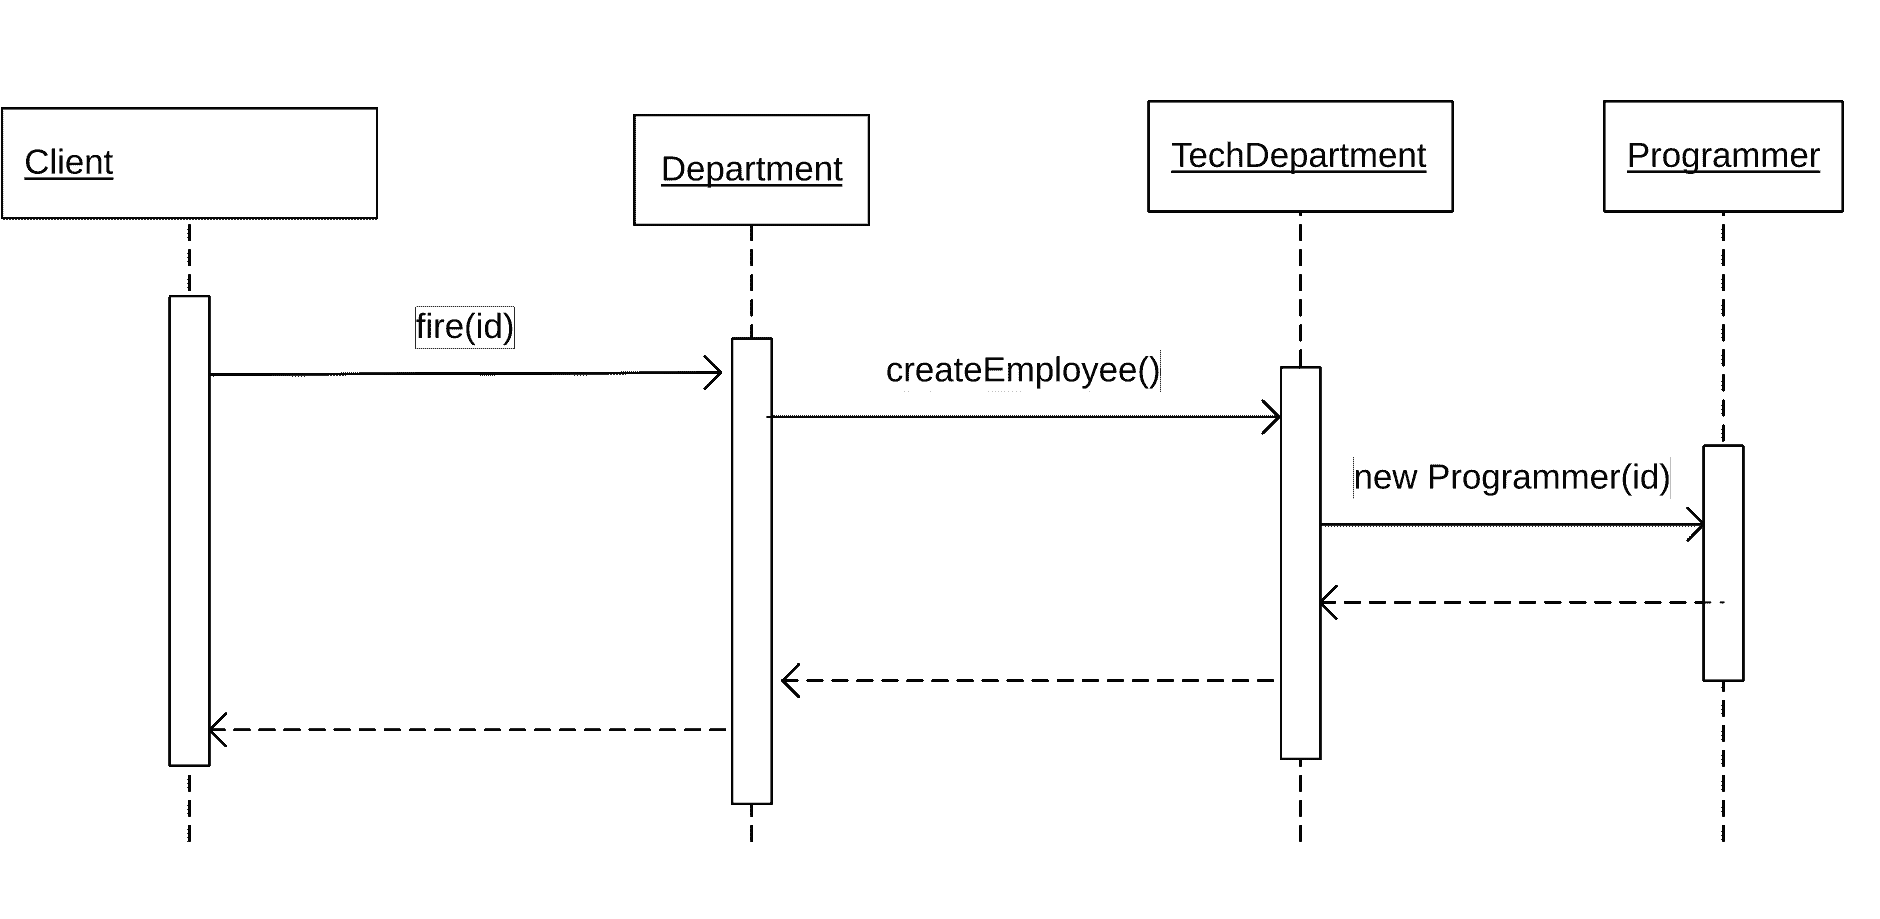 Client
Department
TechDepartment
Programmer
fire(id)
createEmployee()
new Programmer(id)